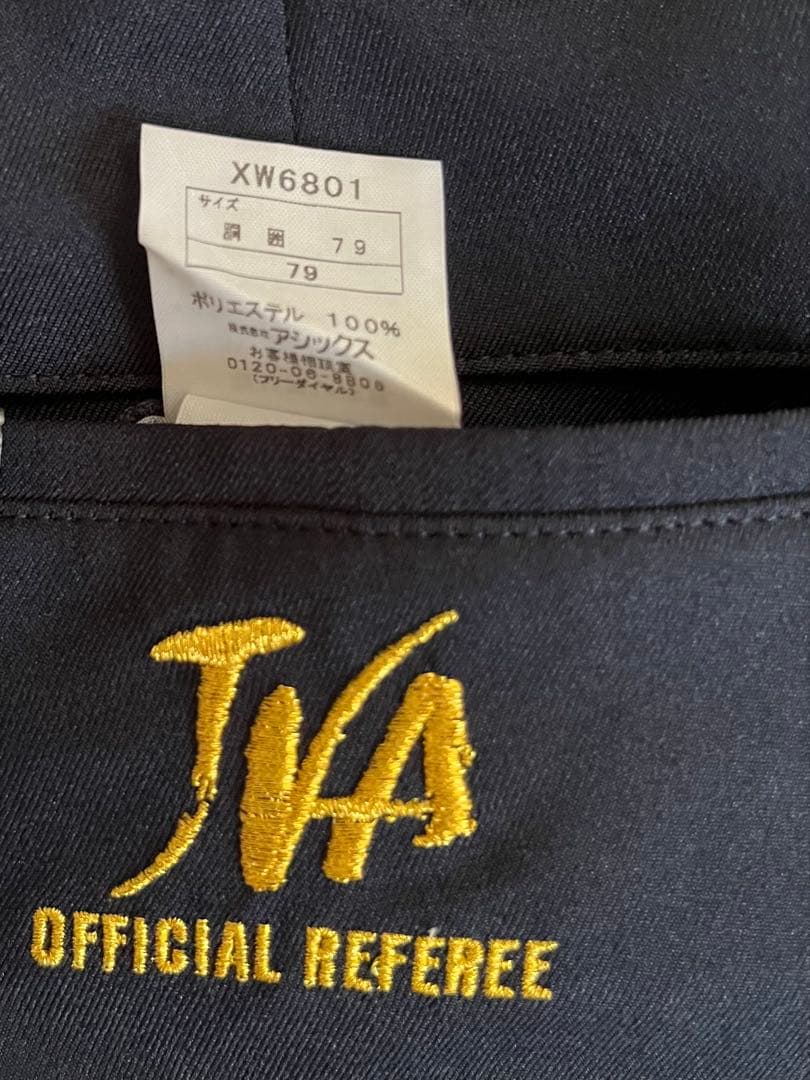 XW6801
サイズ
胴囲 79
79
ポリエステル 100%
株式会社アシックス
お客様相談室
0120-06-8806
(フリーダイヤル)
JVA
OFFICIAL REFEREE